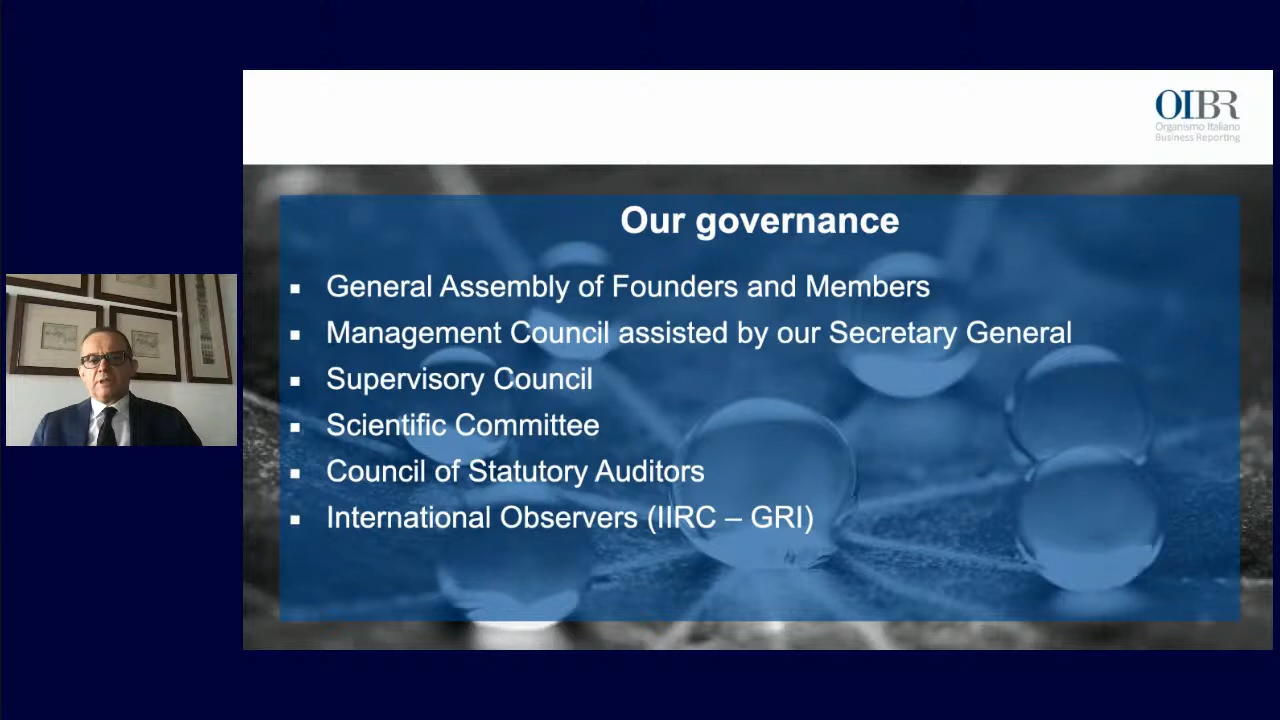 OIBR
Organismo Italiano
Business Reporting
Our governance
▪ General Assembly of Founders and Members
▪ Management Council assisted by our Secretary General
▪ Supervisory Council
▪ Scientific Committee
▪ Council of Statutory Auditors
▪ International Observers (IIRC – GRI)